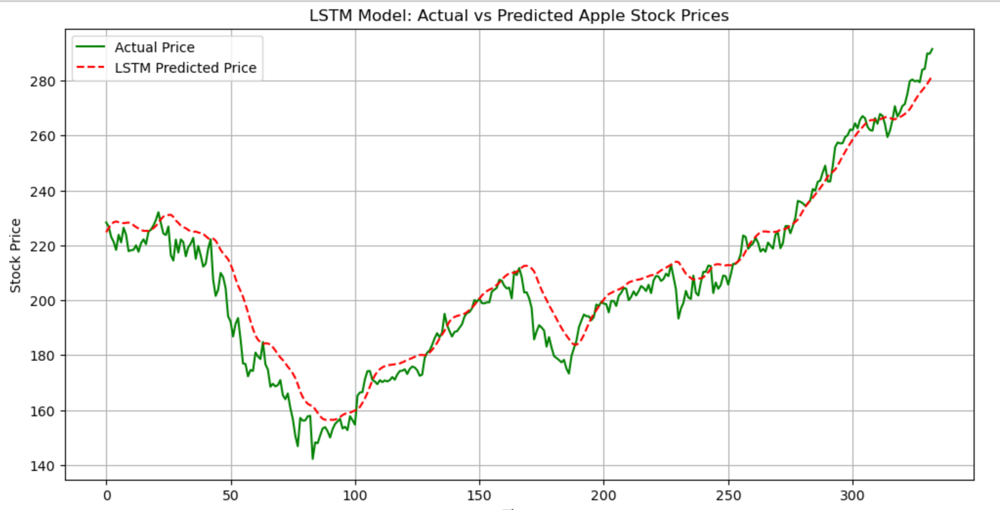 LSTM Model: Actual vs Predicted Apple Stock Prices
Actual Price
LSTM Predicted Price
280
260
240
220
200
180
160
140
Stock Price
0 50 100 150 200 250 300